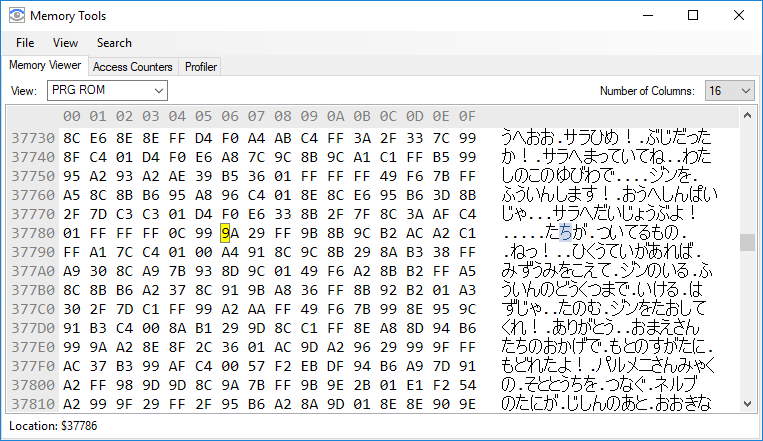 Memory Tools
File View Search
Memory Viewer Access Counters Profiler
View: PRG ROM Number of Columns: 16
00 01 02 03 04 05 06 07 08 09 0A 0B 0C 0D 0E 0F
37730 8C E6 8E 8E FF D4 F0 A4 AB C4 FF 3A 2F 33 7C 99 うへおお.サラひめ！.ぶじだった
37740 8F C4 01 D4 F0 E6 A8 7C 9C 8B 9C A1 C1 FF B5 99 か！.サラへまっていてね..わた
37750 95 A2 93 A2 AE 39 B5 36 01 FF FF FF 49 F6 7B FF しのこのゆびわで....ジンを.
37760 A5 8C 8B B6 95 A8 96 C4 01 8E 8C E6 95 B6 3D 8B ふういんします！.おうへしんぱい
37770 2F 7D C3 C3 01 D4 F0 E6 33 8B 2F 7F 8C 3A AF C4 じゃ...サラへだいじょうぶよ！
37780 01 FF FF FF 0C 99 9A 29 FF 9B 8B 9C B2 AC A2 C1 .....たちが.ついてるもの.
37790 FF A1 7C C4 01 00 A4 91 8C 9C 8B 29 8A B3 38 FF .ねっ！..ひくうていがあれば.
377A0 A9 30 8C A9 7B 93 8D 9C 01 49 F6 A2 8B B2 FF A5 みずうみをこえて.ジンのいる.ふ
377B0 8C 8B B6 A2 37 8C 91 9B A8 36 FF 8B 92 B2 01 A3 ういんのどうくつまで.いける.は
377C0 30 2F 7D C1 FF 99 A2 AA FF 49 F6 7B 99 8E 95 9C ずじゃ..たのむ.ジンをたおして
377D0 91 B3 C4 00 8A B1 29 9D 8C C1 FF 8E A8 8D 94 B6 くれ！.ありがとう..おまえさん
377E0 99 9A A2 8E 8F 2C 36 01 AC 9D A2 96 29 99 9F FF たちのおかげで.もとのすがたに.
377F0 AC 37 B3 99 AF C4 00 57 F2 EB DF 94 B6 A9 7D 91 もどれたよ！.パルメニさんみゃく
37800 A2 FF 98 9D 9D 8C 9A 7B FF 9B 9E 2B 01 E1 F2 54 の.そととうちを.つなぐ.ネルブ
37810 A2 99 9F 29 FF 2F 95 B6 A2 8A 9D 01 8E 8E 90 9E のたにが.じしんのあと.おおきな
Location: $37786